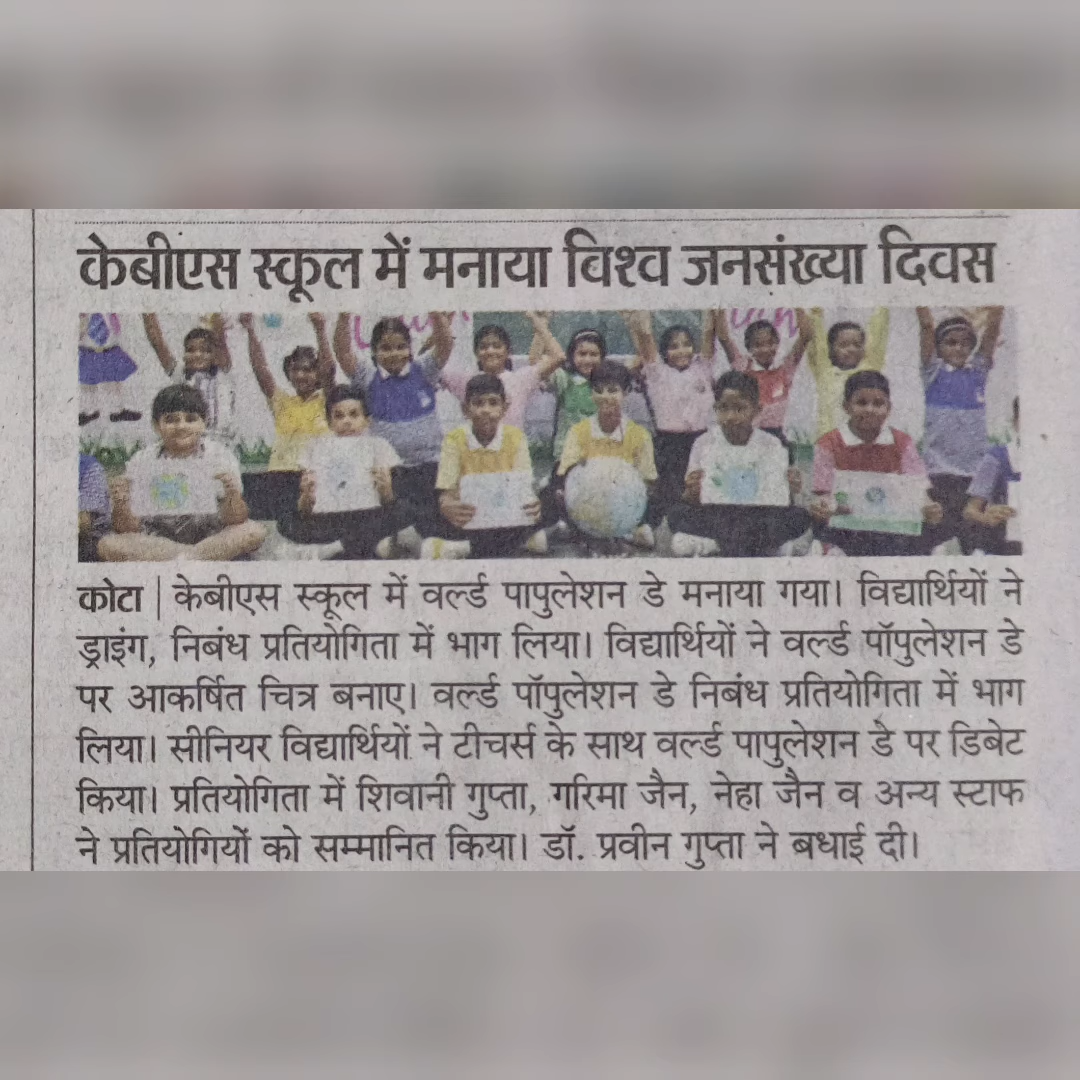 केबीएस स्कूल में मनाया विश्व जनसंख्या दिवस
कोटा | केबीएस स्कूल में वर्ल्ड पापुलेशन डे मनाया गया। विद्यार्थियों ने
ड्राइंग, निबंध प्रतियोगिता में भाग लिया। विद्यार्थियों ने वर्ल्ड पॉपुलेशन डे
पर आकर्षित चित्र बनाए। वर्ल्ड पॉपुलेशन डे निबंध प्रतियोगिता में भाग
लिया। सीनियर विद्यार्थियों ने टीचर्स के साथ वर्ल्ड पापुलेशन डे पर डिबेट
किया। प्रतियोगिता में शिवानी गुप्ता, गरिमा जैन, नेहा जैन व अन्य स्टाफ
ने प्रतियोगियों को सम्मानित किया। डॉ. प्रवीन गुप्ता ने बधाई दी।